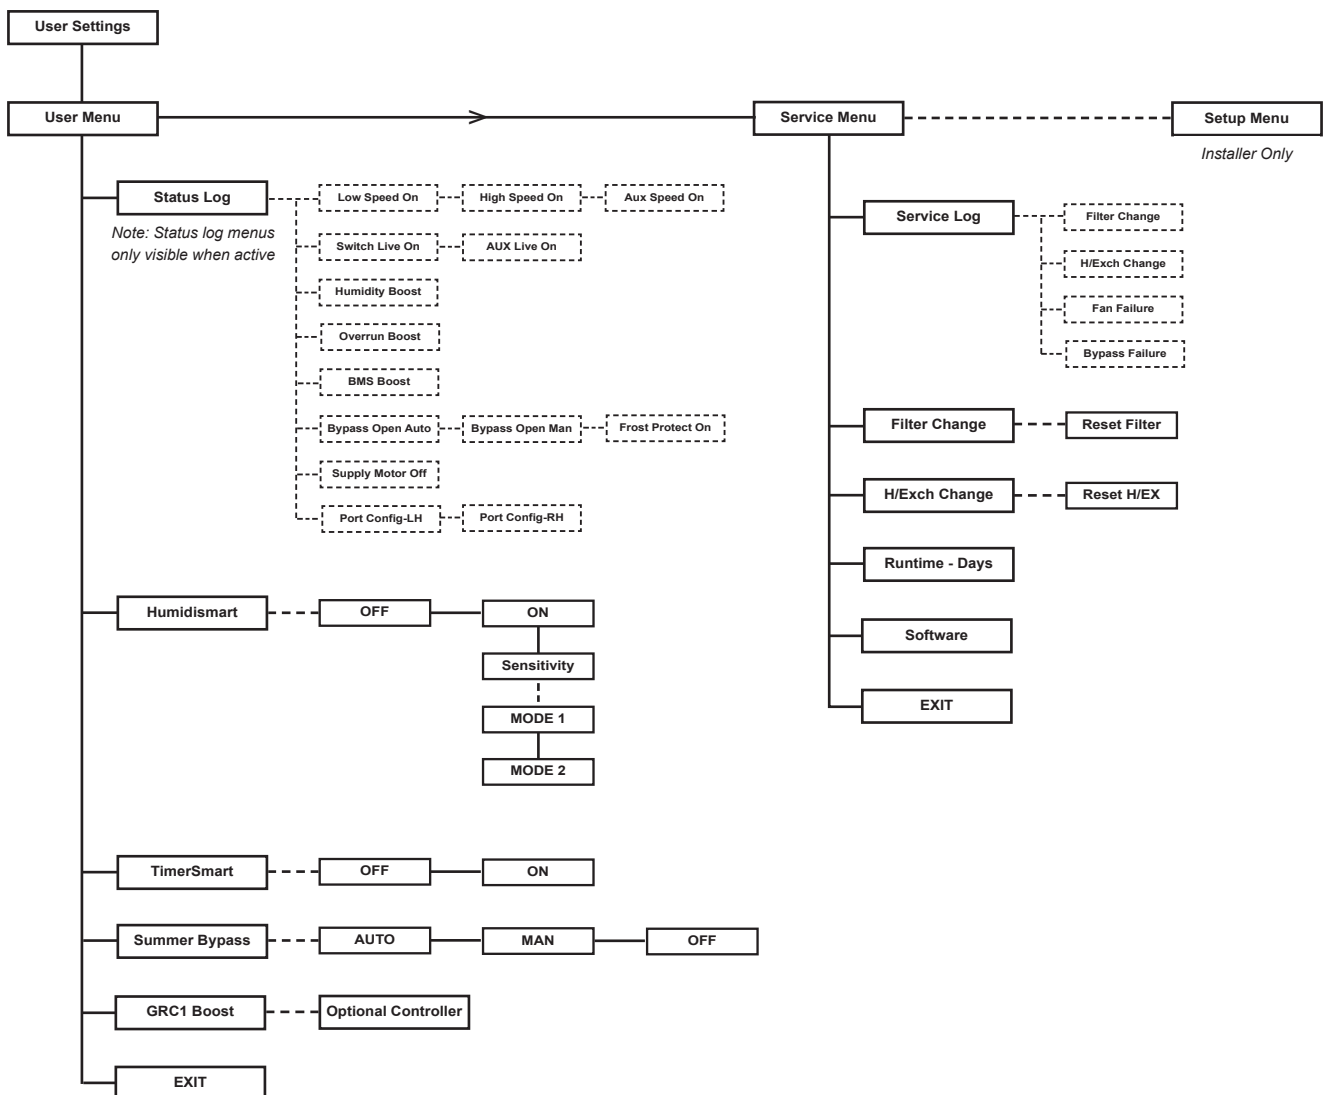 User Settings
User Menu
Service Menu
Setup Menu
Installer Only
Status Log
Note: Status log menus
only visible when active
Low Speed On
High Speed On
Aux Speed On
Switch Live On
AUX Live On
Humidity Boost
Overrun Boost
BMS Boost
Bypass Open Auto
Bypass Open Man
Frost Protect On
Supply Motor Off
Port Config-LH
Port Config-RH
Humidismart
OFF
ON
Sensitivity
MODE 1
MODE 2
TimerSmart
OFF
ON
Summer Bypass
AUTO
MAN
OFF
GRC1 Boost
Optional Controller
EXIT
Service Log
Filter Change
H/Exch Change
Fan Failure
Bypass Failure
Filter Change
Reset Filter
H/Exch Change
Reset H/EX
Runtime - Days
Software
EXIT